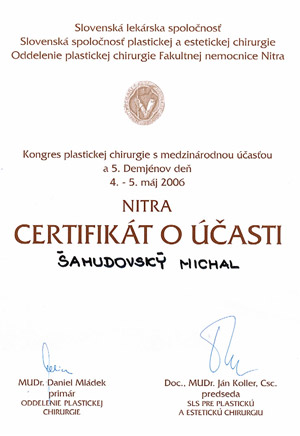 Slovenská lekárska spoločnosť
Slovenská spoločnosť plastickej a estetickej chirurgie
Oddelenie plastickej chirurgie Fakultnej nemocnice Nitra
Kongres plastickej chirurgie s medzinárodnou účasťou
a 5. Demjénov deň
4. - 5. máj 2006
NITRA
CERTIFIKÁT O ÚČASTI
ŠAHUDOVSKÝ MICHAL
MUDr. Daniel Mládek
primár
ODDELENIE PLASTICKEJ
CHIRURGIE
Doc., MUDr. Ján Koller, Csc.
predseda
SLS PRE PLASTICKÚ
A ESTETICKÚ CHIRURGIU